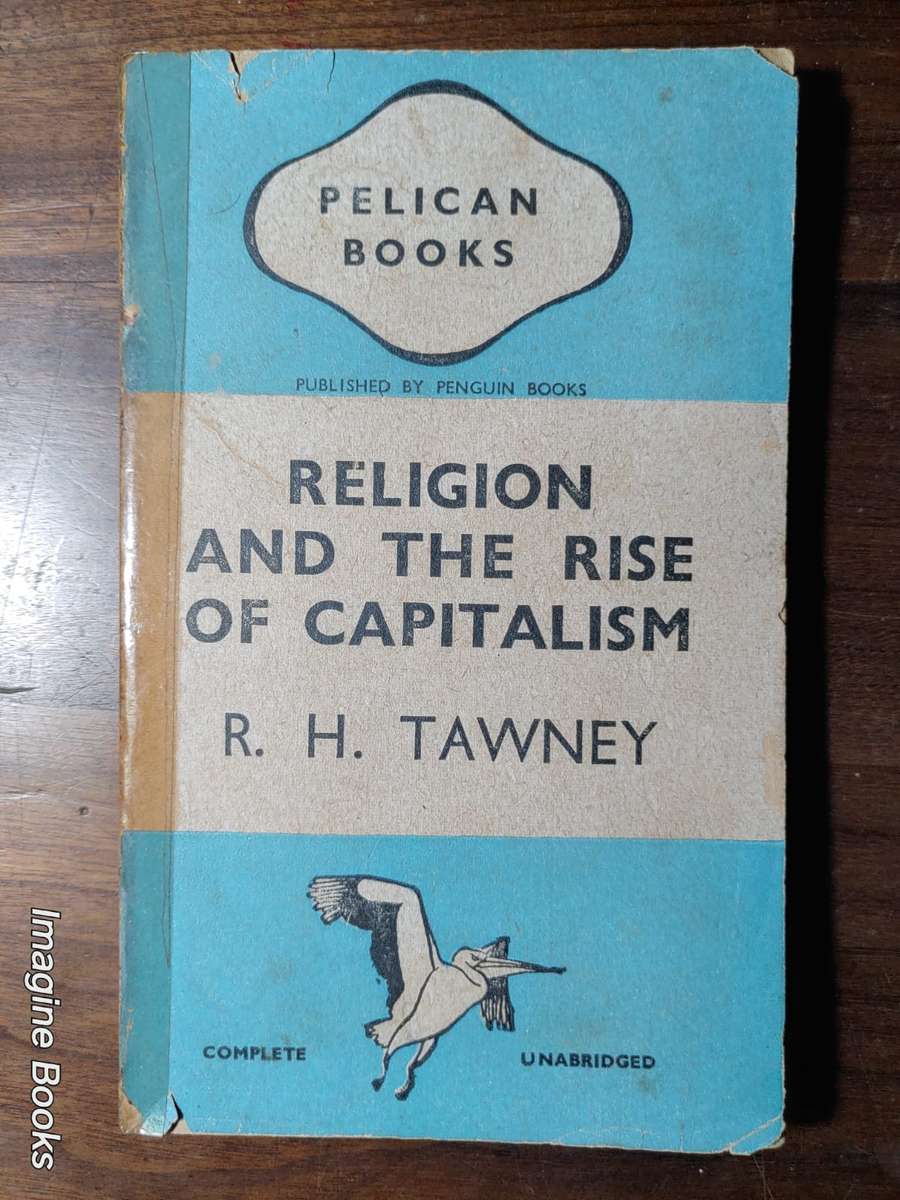 PELICAN
BOOKS
PUBLISHED BY PENGUIN BOOKS
RELIGION
AND THE RISE
OF CAPITALISM
R. H. TAWNEY
COMPLETE
UNABRIDGED
Imagine Books